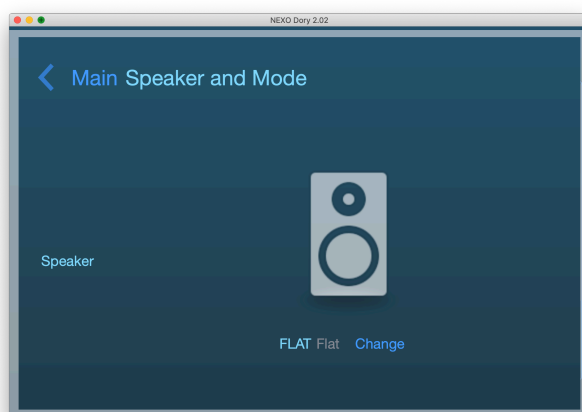 NEXO Dory 2.02
Main Speaker and Mode
Speaker
FLAT Flat Change